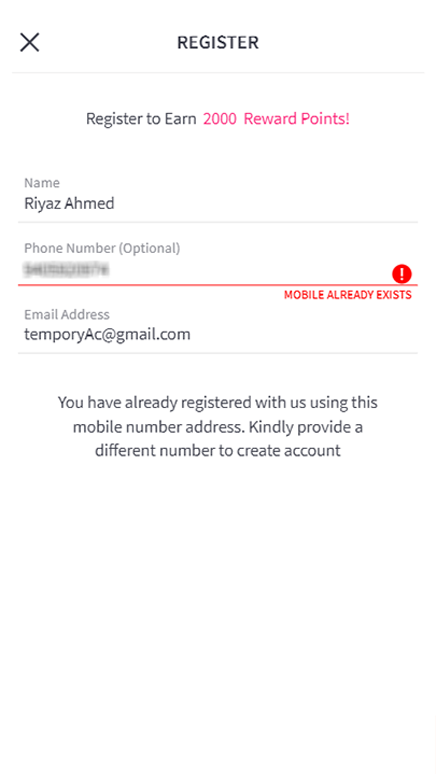 REGISTER
Register to Earn 2000 Reward Points!
Name
Riyaz Ahmed
Phone Number (Optional)
MOBILE ALREADY EXISTS
Email Address
temporyAc@gmail.com
You have already registered with us using this
mobile number address. Kindly provide a
different number to create account